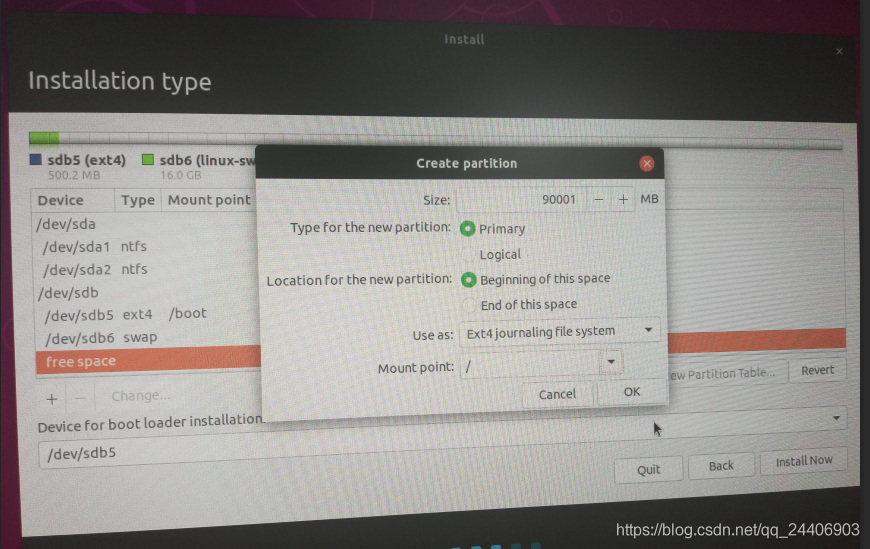 Install
Installation type
sdb5 (ext4) sdb6 (linux-sw
500.2 MB 16.0 GB
Create partition
Size: 90001 MB
Type for the new partition: Primary
Logical
Location for the new partition: Beginning of this space
End of this space
Use as: Ext4 journaling file system
Mount point: /
Cancel OK
Device Type Mount point
/dev/sda
/dev/sda1 ntfs
/dev/sda2 ntfs
/dev/sdb
/dev/sdb5 ext4 /boot
/dev/sdb6 swap
free space
+ − Change... ew Partition Table... Revert
Device for boot loader installation
/dev/sdb5
Quit Back Install Now
https://blog.csdn.net/qq_24406903